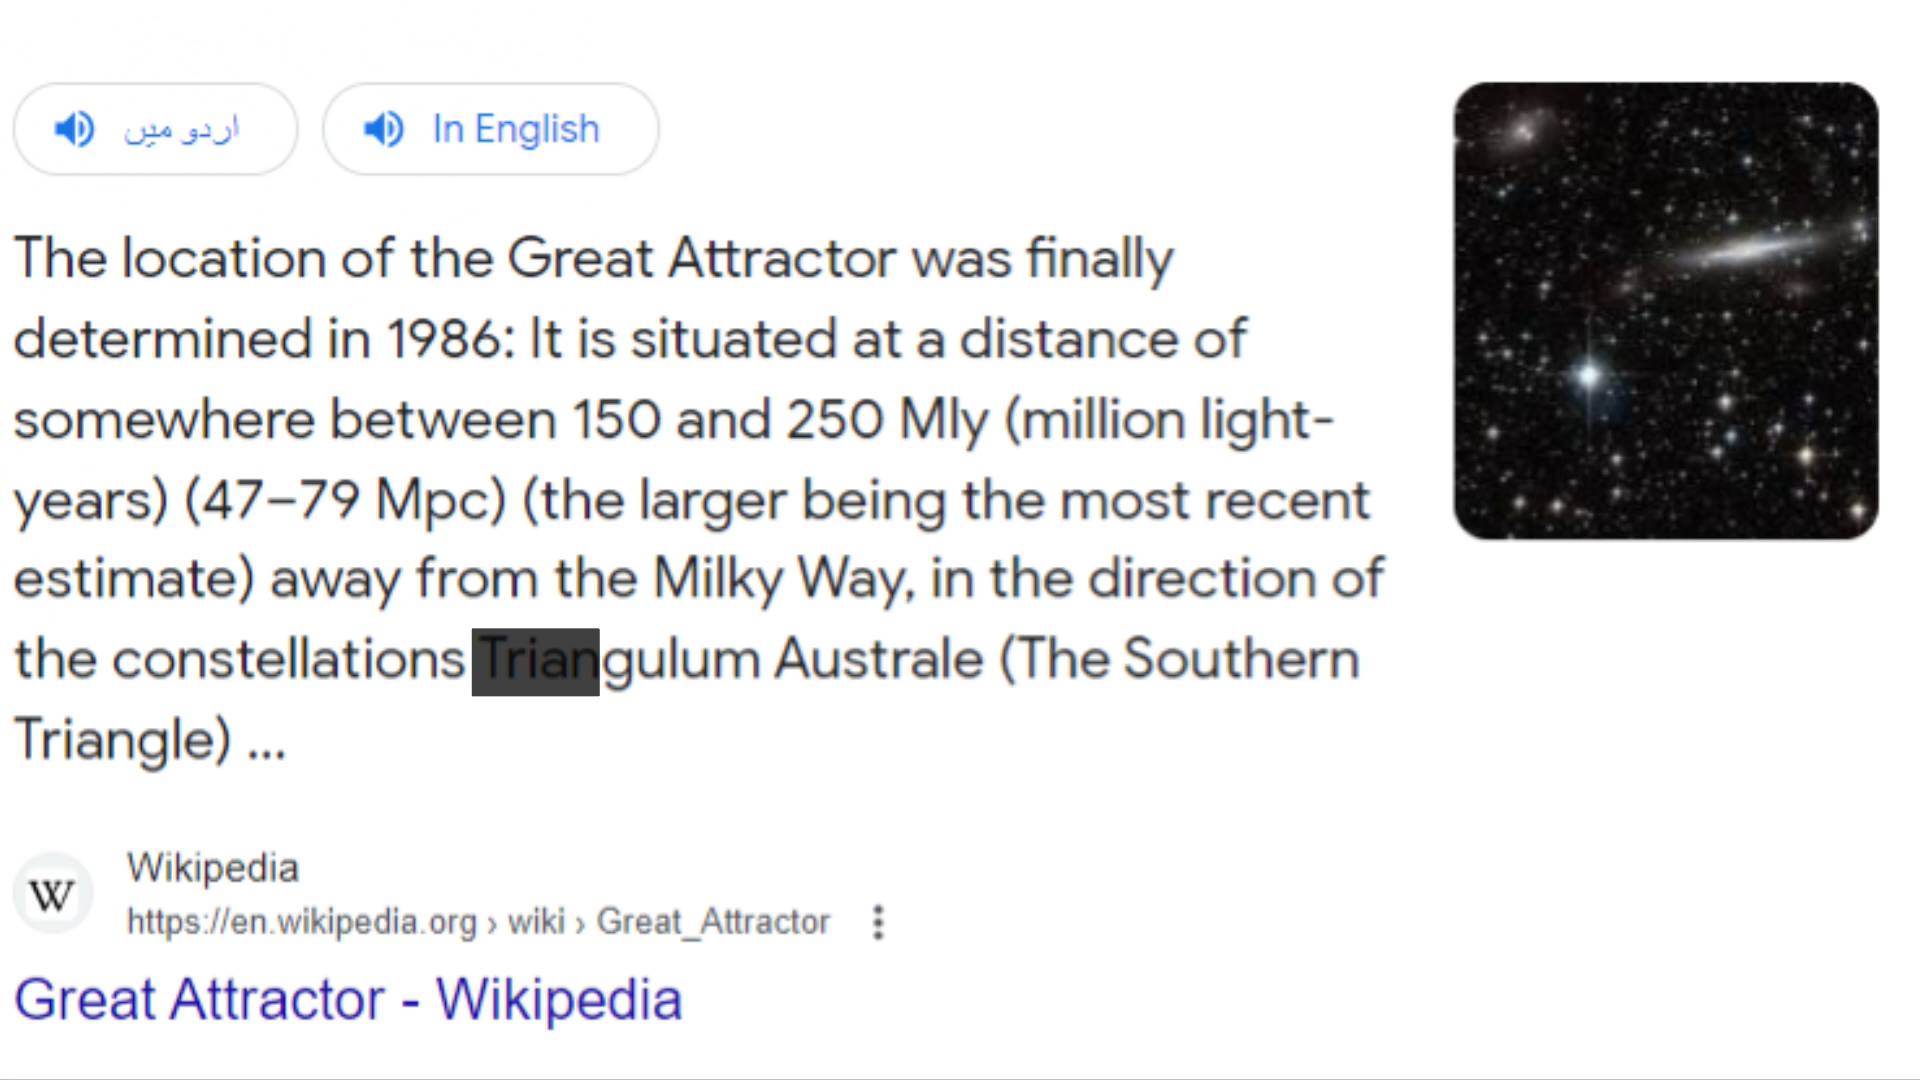 اردو میں
In English
The location of the Great Attractor was finally
determined in 1986: It is situated at a distance of
somewhere between 150 and 250 Mly (million light-
years) (47–79 Mpc) (the larger being the most recent
estimate) away from the Milky Way, in the direction of
the constellations Triangulum Australe (The Southern
Triangle) ...
W
Wikipedia
https://en.wikipedia.org › wiki › Great_Attractor
Great Attractor - Wikipedia